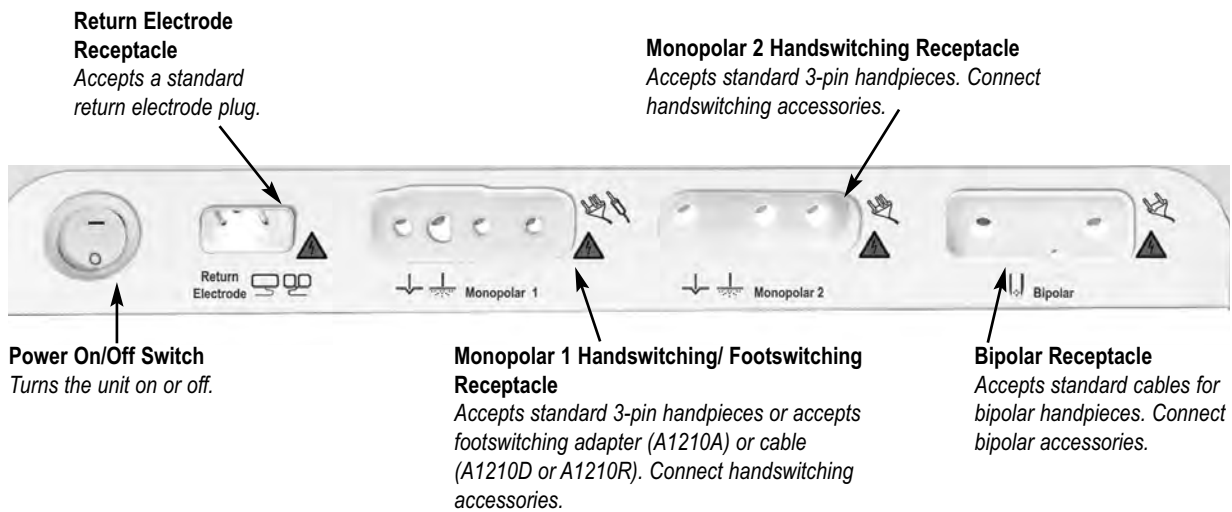 Return Electrode
Receptacle
Accepts a standard
return electrode plug.
Monopolar 2 Handswitching Receptacle
Accepts standard 3-pin handpieces. Connect
handswitching accessories.
Return
Electrode
Monopolar 1
Monopolar 2
Bipolar
Power On/Off Switch
Turns the unit on or off.
Monopolar 1 Handswitching/ Footswitching
Receptacle
Accepts standard 3-pin handpieces or accepts
footswitching adapter (A1210A) or cable
(A1210D or A1210R). Connect handswitching
accessories.
Bipolar Receptacle
Accepts standard cables for
bipolar handpieces. Connect
bipolar accessories.